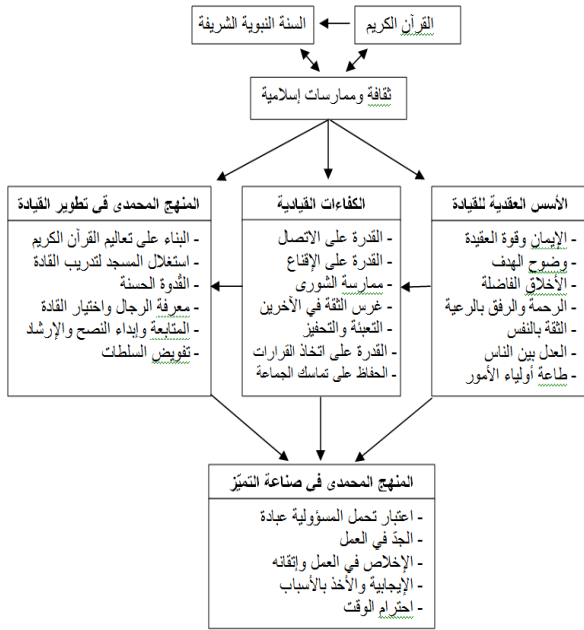 القرآن الكريم
السنة النبوية الشريفة
ثقافة وممارسات إسلامية
الأسس العقدية للقيادة
- الإيمان وقوة العقيدة
- وضوح الهدف
- الأخلاق الفاضلة
- الرحمة والرفق بالرعية
- الثقة بالنفس
- العدل بين الناس
- طاعة أولياء الأمور
الكفاءات القيادية
- القدرة على الاتصال
- القدرة على الإقناع
- ممارسة الشورى
- غرس الثقة في الآخرين
- التعبئة والتحفيز
- القدرة على اتخاذ القرارات
- الحفاظ على تماسك الجماعة
المنهج المحمدى في تطوير القيادة
- البناء على تعاليم القرآن الكريم
- استغلال المسجد لتدريب القادة
- القُدوة الحسنة
- معرفة الرجال واختيار القادة
- المتابعة وإبداء النصح والإرشاد
- تفويض السلطات
المنهج المحمدى في صناعة التميّز
- اعتبار تحمل المسؤولية عبادة
- الجدّ في العمل
- الإخلاص في العمل وإتقانه
- الإيجابية والأخذ بالأسباب
- احترام الوقت